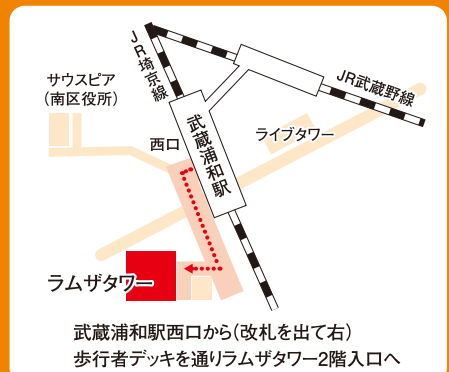 JR埼京線
JR武蔵野線
サウスピア
(南区役所)
西口
武蔵浦和駅
ライブタワー
ラムザタワー
武蔵浦和駅西口から(改札を出て右)
歩行者デッキを通りラムザタワー2階入口へ